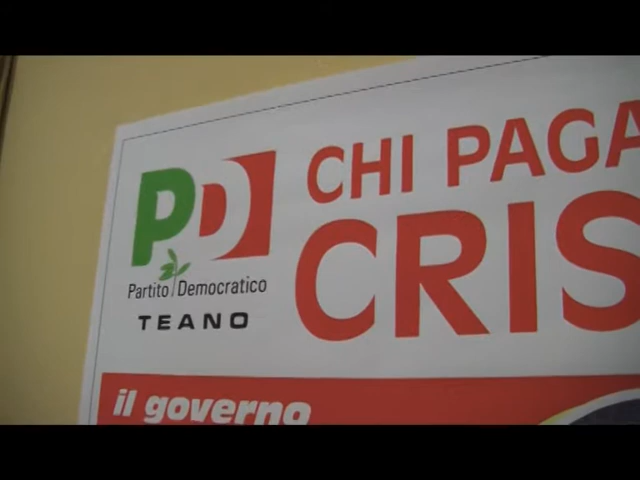 PD
Partito Democratico
TEANO
CHI PAGA
CRIS
il governo